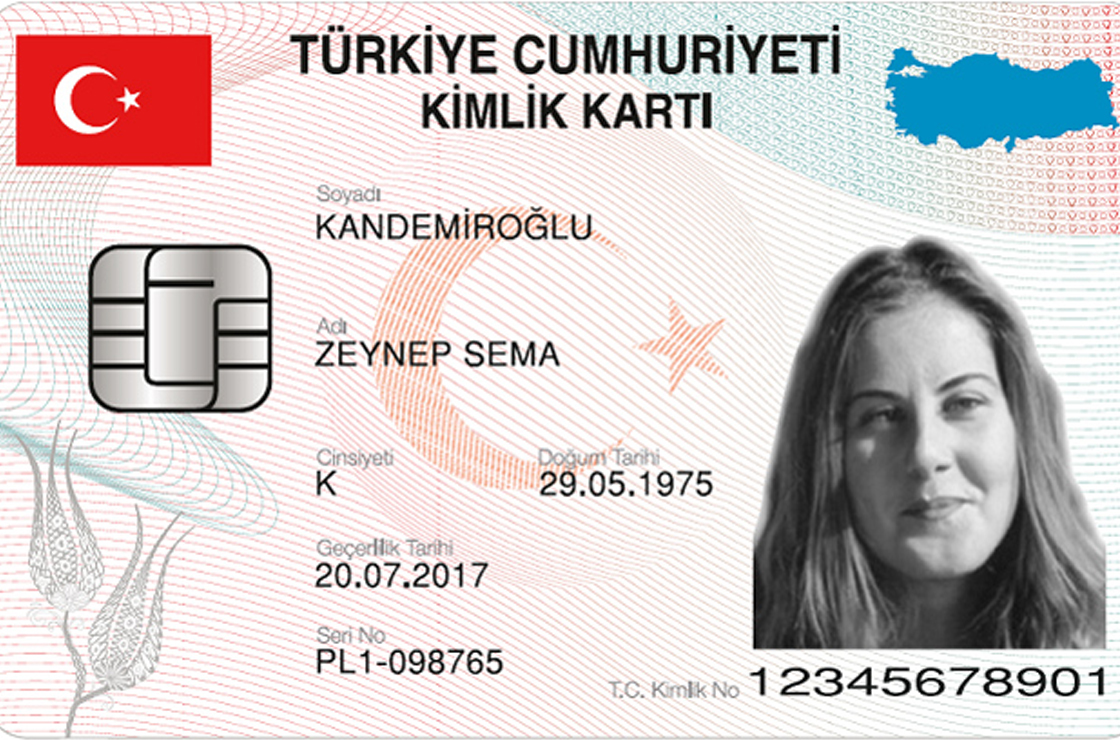 TÜRKİYE CUMHURİYETİ
KİMLİK KARTI
Soyadı
KANDEMİROĞLU
Adı
ZEYNEP SEMA
Cinsiyeti
K
Doğum Tarihi
29.05.1975
Geçerlilik Tarihi
20.07.2017
Seri No
PL1-098765
T.C. Kimlik No 12345678901